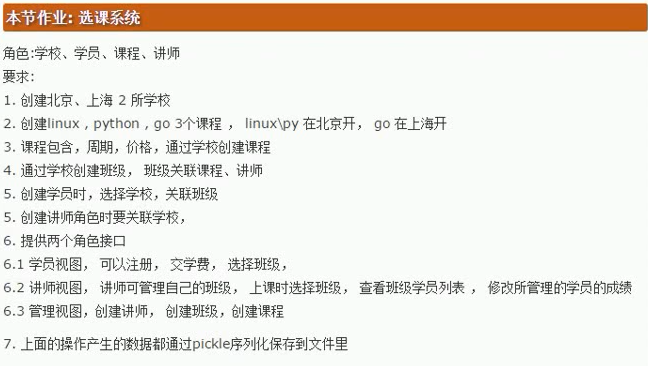 本节作业: 选课系统
角色:学校、学员、课程、讲师
要求:
1. 创建北京、上海 2 所学校
2. 创建linux , python , go 3个课程 ， linux\py 在北京开， go 在上海开
3. 课程包含，周期，价格，通过学校创建课程
4. 通过学校创建班级， 班级关联课程、讲师
5. 创建学员时，选择学校，关联班级
5. 创建讲师角色时要关联学校，
6. 提供两个角色接口
6.1 学员视图， 可以注册， 交学费， 选择班级，
6.2 讲师视图， 讲师可管理自己的班级， 上课时选择班级， 查看班级学员列表 ， 修改所管理的学员的成绩
6.3 管理视图，创建讲师， 创建班级，创建课程
7. 上面的操作产生的数据都通过pickle序列化保存到文件里